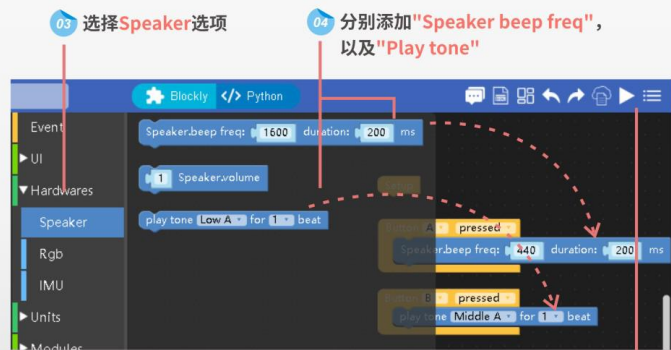 03 选择Speaker选项
04 分别添加"Speaker beep freq"，
以及"Play tone"
Blockly </> Python
Event
UI
Hardwares
Speaker
Rgb
IMU
Units
Modules
Speaker.beep freq: 1600 duration: 200 ms
1 Speaker.volume
play tone Low A for 1 beat
Button A pressed
Speaker.beep freq: 440 duration: 200 ms
Button B pressed
play tone Middle A for 1 beat